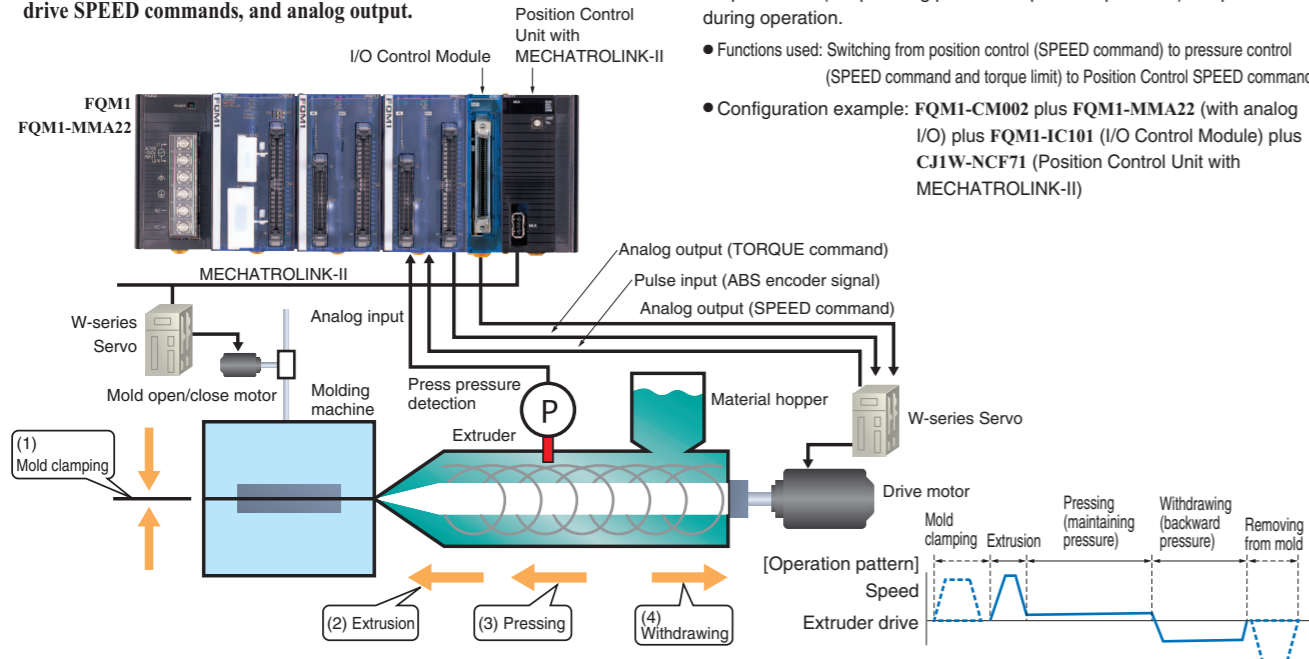 drive SPEED commands, and analog output.
Position Control
Unit with
MECHATROLINK-II
I/O Control Module
during operation.
● Functions used: Switching from position control (SPEED command) to pressure control
(SPEED command and torque limit) to Position Control SPEED command
● Configuration example: FQM1-CM002 plus FQM1-MMA22 (with analog
I/O) plus FQM1-IC101 (I/O Control Module) plus
CJ1W-NCF71 (Position Control Unit with
MECHATROLINK-II)
FQM1
FQM1-MMA22
FQM1
FQM1
FQM1
MECHATROLINK-II
Analog output (TORQUE command)
Pulse input (ABS encoder signal)
Analog output (SPEED command)
Analog input
W-series
Servo
Mold open/close motor
Molding
machine
Press pressure
detection
P
Extruder
Material hopper
W-series Servo
Drive motor
(1)
Mold clamping
(2) Extrusion
(3) Pressing
(4)
Withdrawing
[Operation pattern]
Speed
Extruder drive
Mold
clamping
Extrusion
Pressing
(maintaining
pressure)
Withdrawing
(backward
pressure)
Removing
from mold